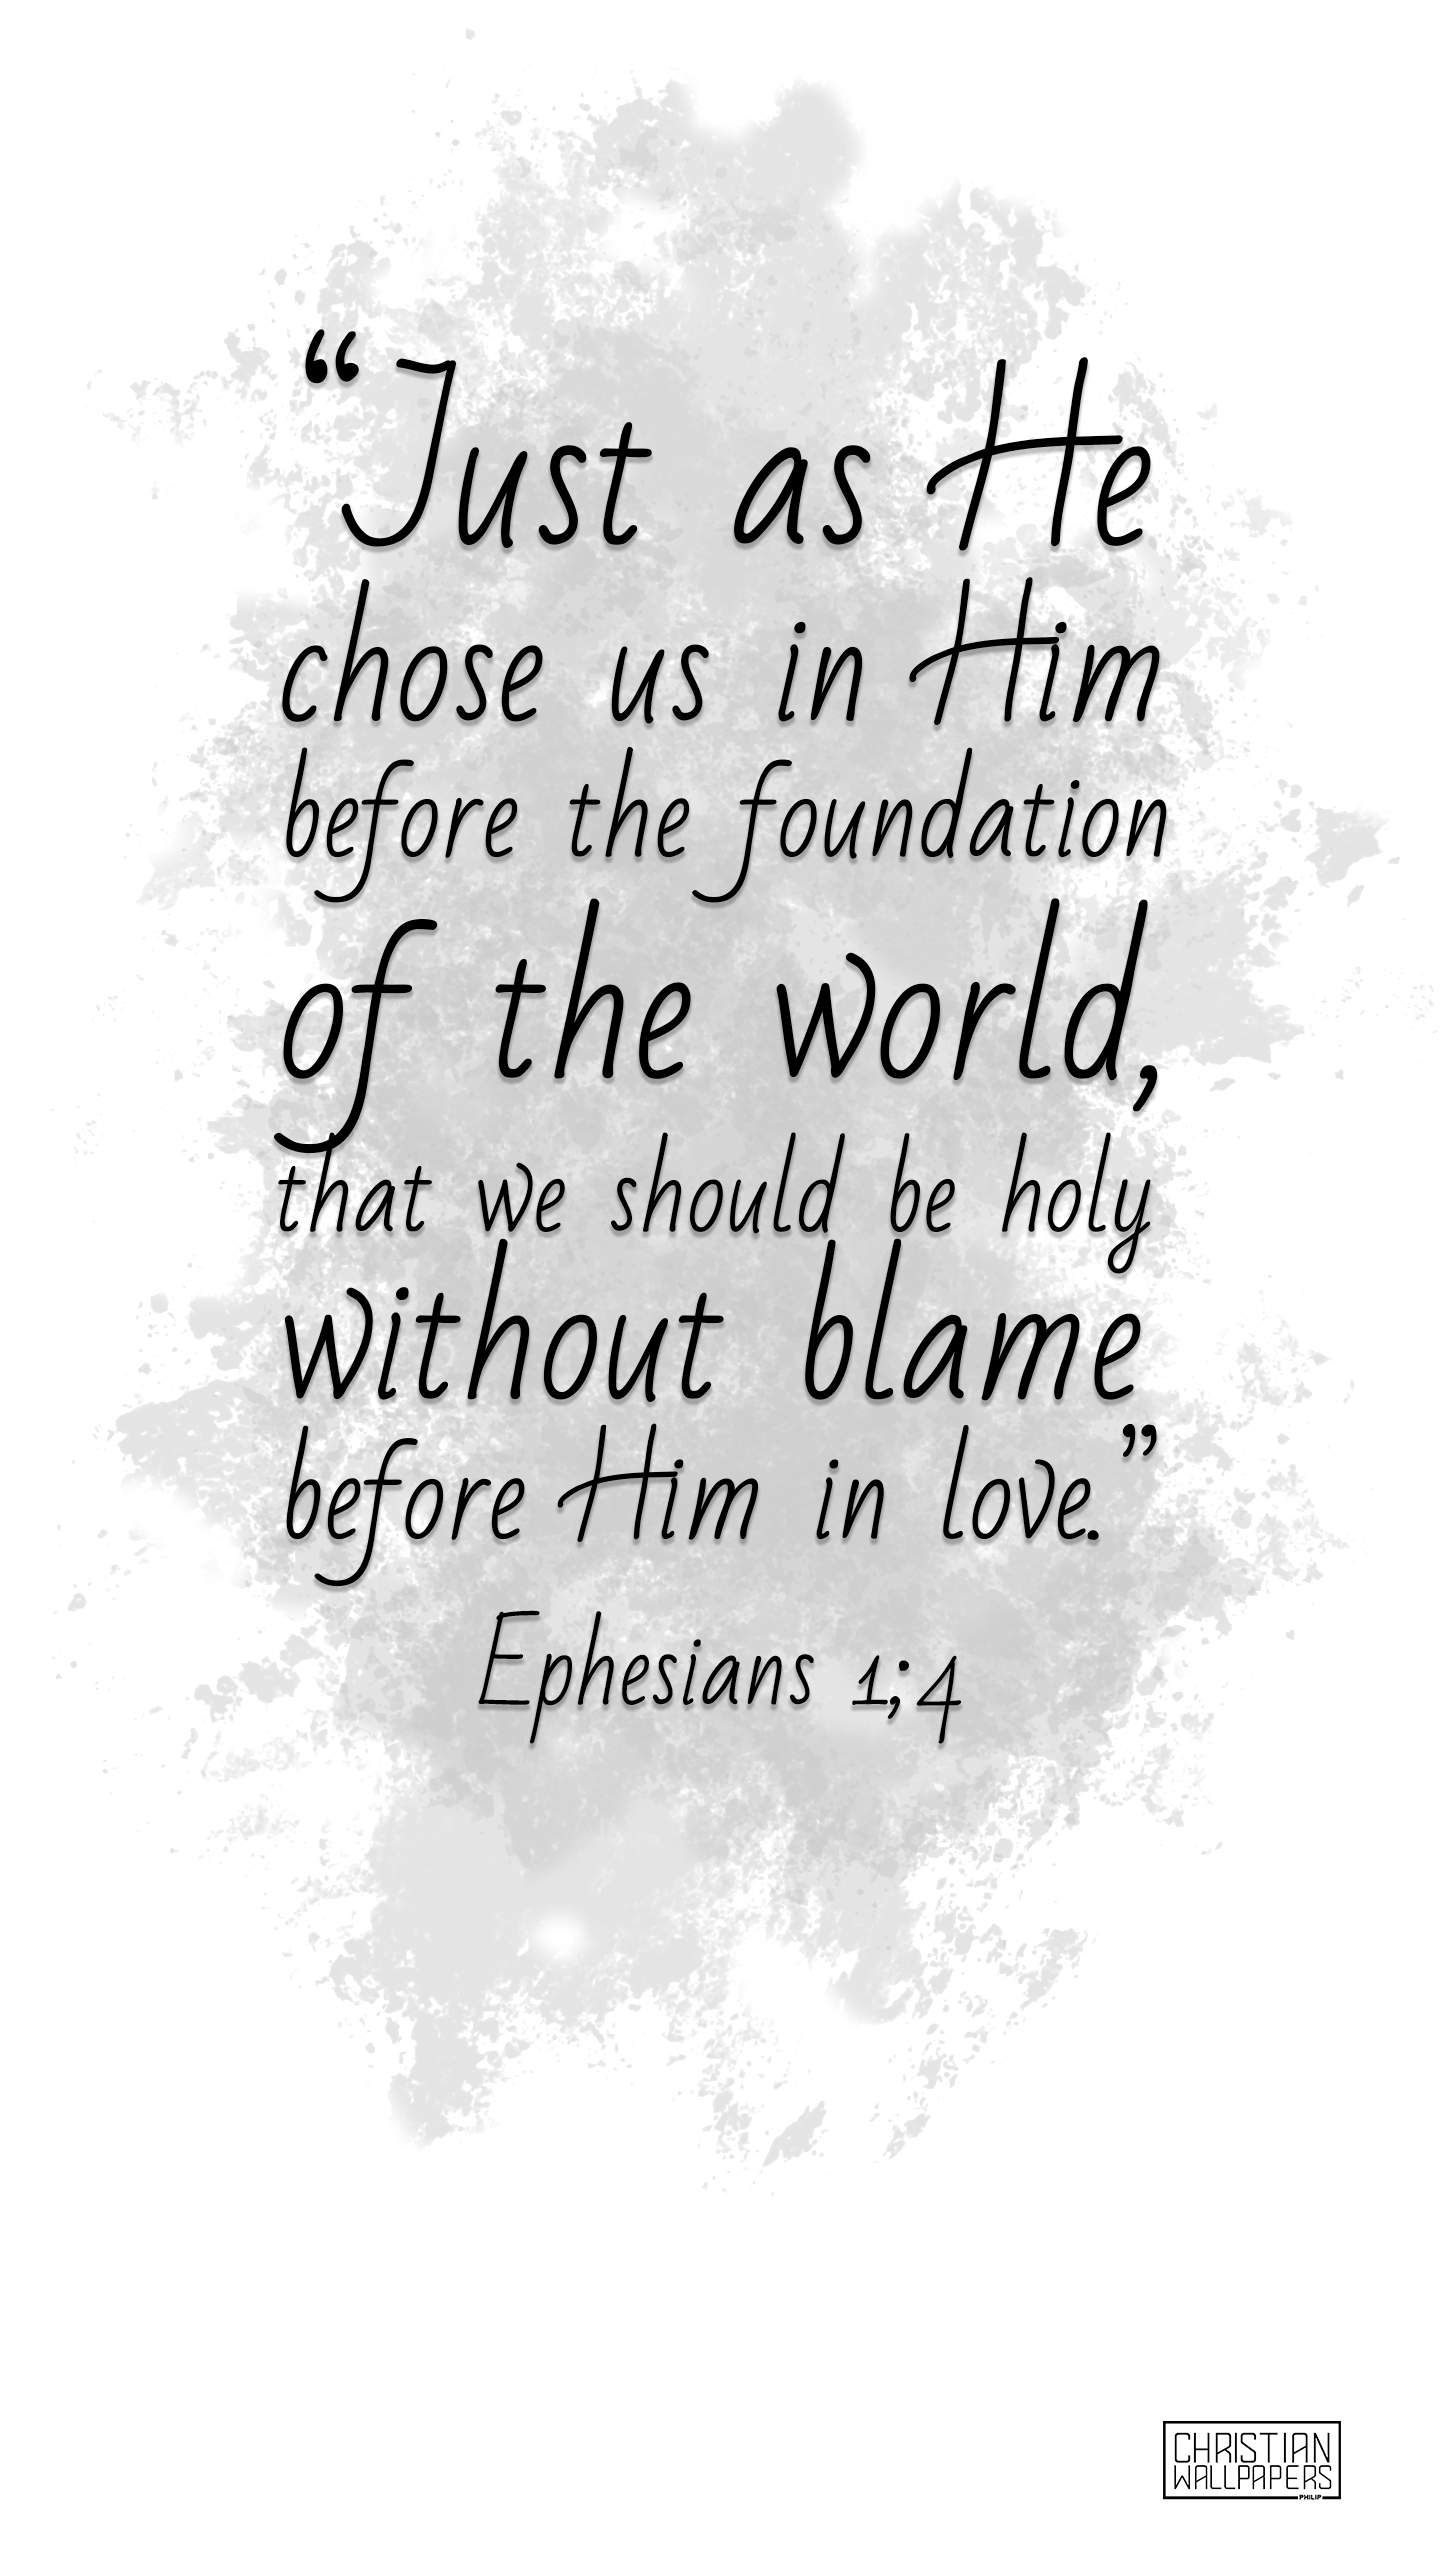 “Just as He
chose us in Him
before the foundation
of the world,
that we should be holy
without blame
before Him in love.”
Ephesians 1;4
CHRISTIAN
WALLPAPERS
PHILIP